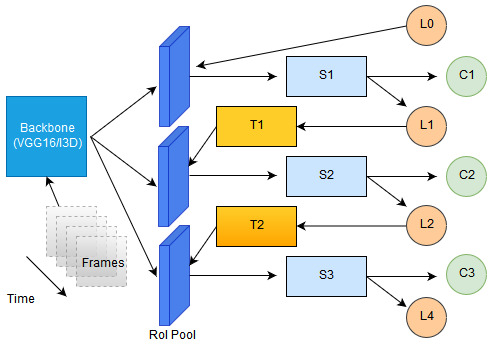 L0
S1
C1
Backbone
(VGG16/I3D)
T1
L1
S2
C2
T2
L2
Frames
S3
C3
Time
L4
RoI Pool